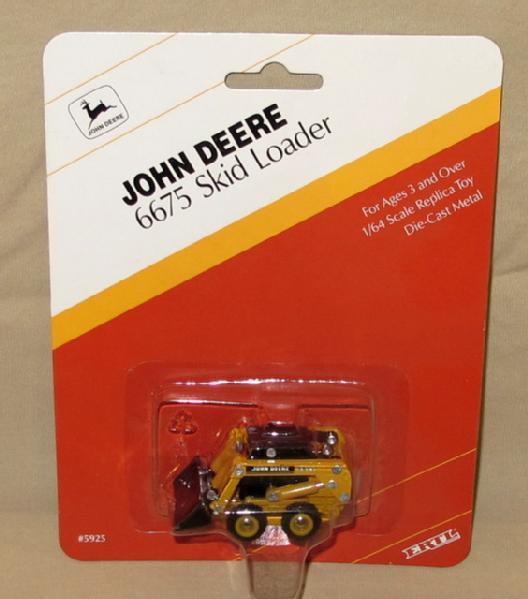 JOHN DEERE
JOHN DEERE
6675 Skid Loader
For Ages 3 and Over
1/64 Scale Replica Toy
Die-Cast Metal
JOHN DEERE
#5925
ERTL